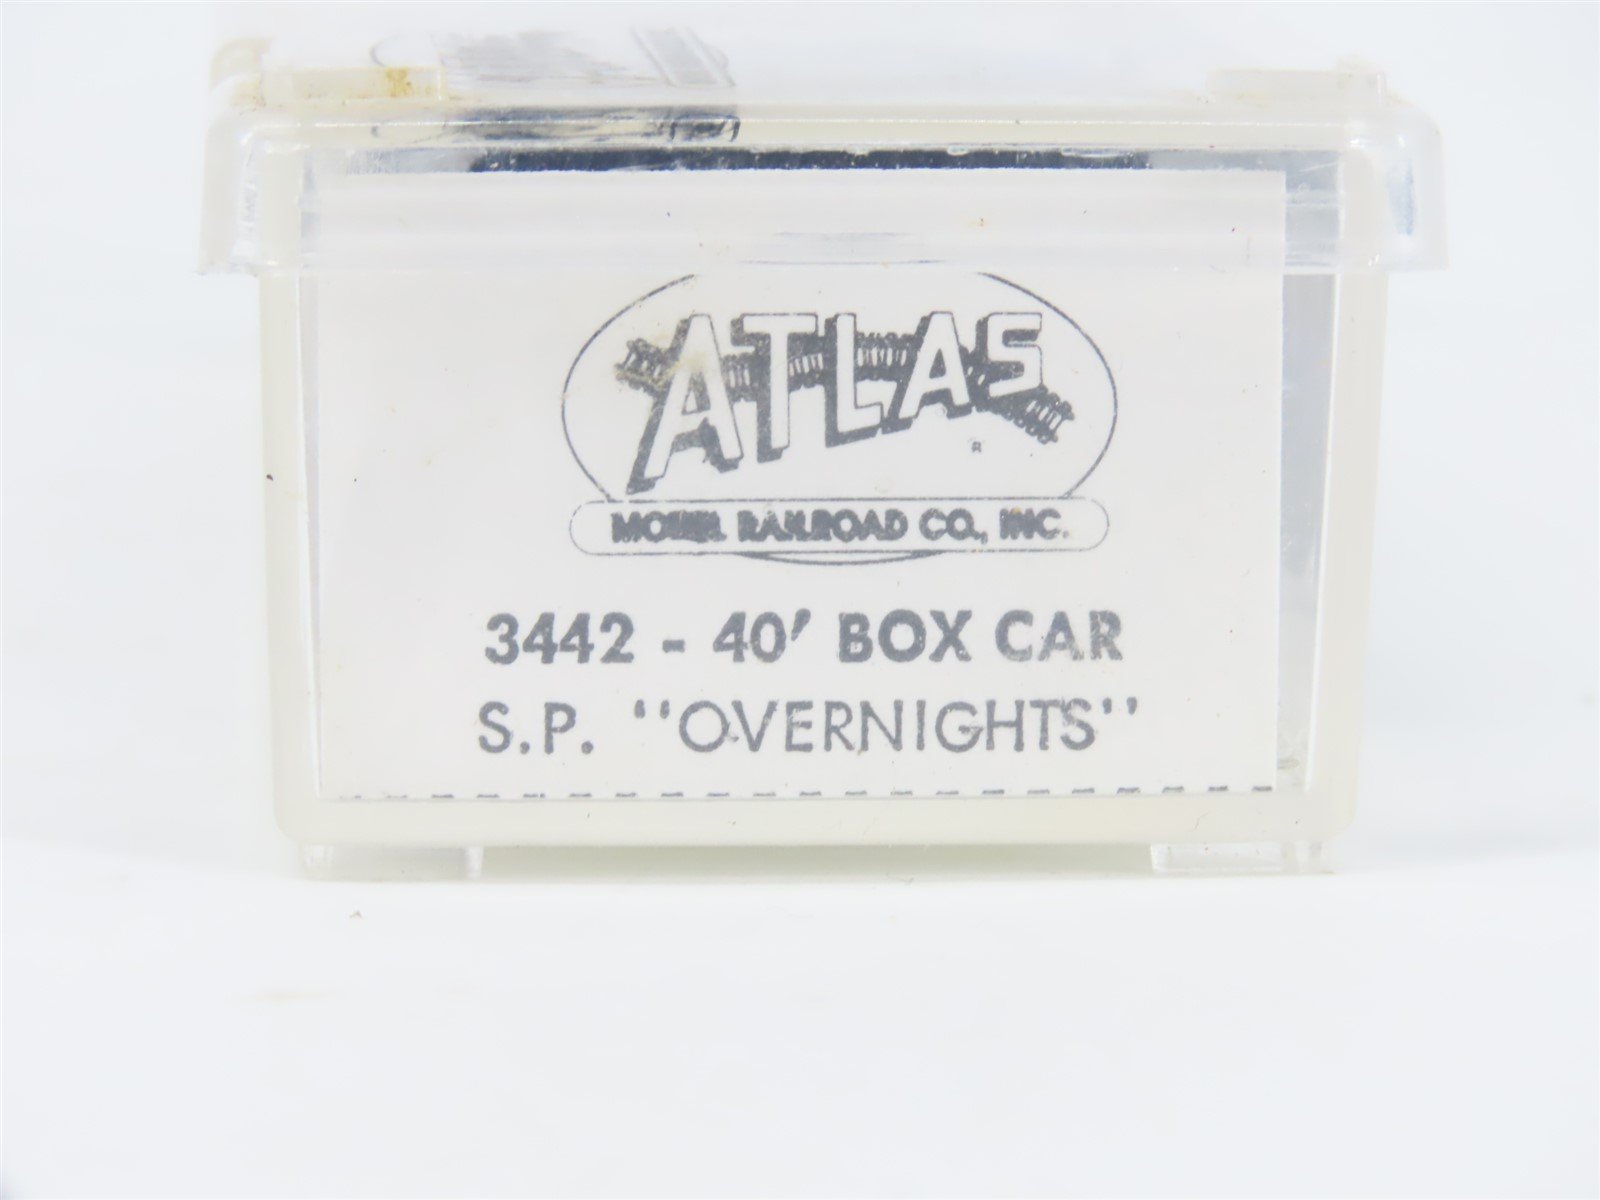 ATLAS
®
MODEL RAILROAD CO., INC.
3442 - 40' BOX CAR
S.P. "OVERNIGHTS"